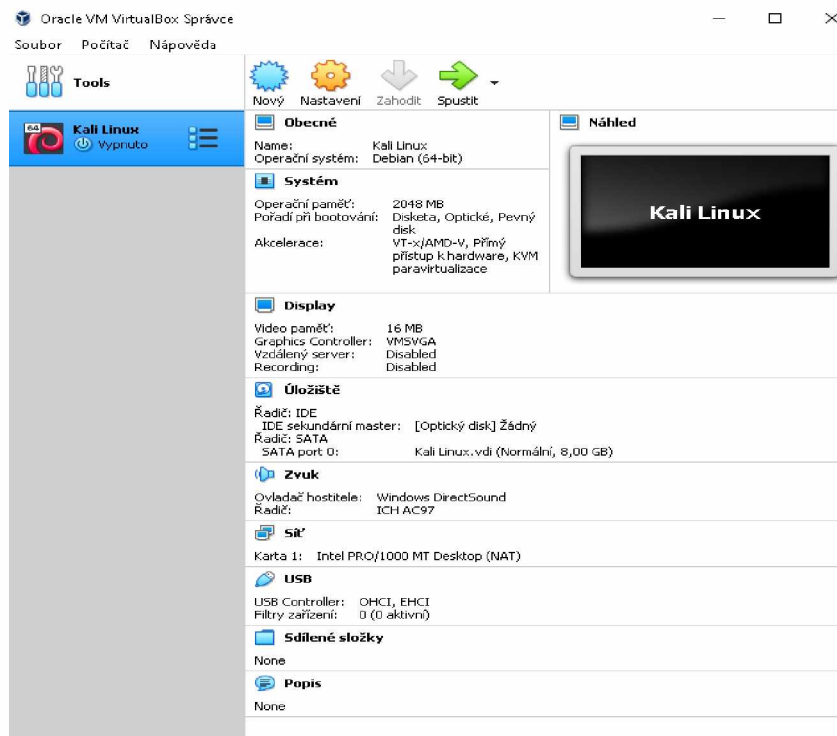 Oracle VM VirtualBox Správce
Soubor Počítač Nápověda
Tools
Nový Nastavení Zahodit Spustit
64 Kali Linux
Vypnuto
Obecné
Name: Kali Linux
Operační systém: Debian (64-bit)
Náhled
Kali Linux
Systém
Operační paměť: 2048 MB
Pořadí při bootování: Disketa, Optické, Pevný
disk
Akcelerace: VT-x/AMD-V, Přímý
přístup k hardware, KVM
paravirtualizace
Display
Video paměť: 16 MB
Graphics Controller: VMSVGA
Vzdálený server: Disabled
Recording: Disabled
Úložiště
Řadič: IDE
IDE sekundární master: [Optický disk] Žádný
Řadič: SATA
SATA port 0: Kali Linux.vdi (Normální, 8,00 GB)
Zvuk
Ovladač hostitele: Windows DirectSound
Řadič: ICH AC97
Síť
Karta 1: Intel PRO/1000 MT Desktop (NAT)
USB
USB Controller: OHCI, EHCI
Filtry zařízení: 0 (0 aktivní)
Sdílené složky
None
Popis
None